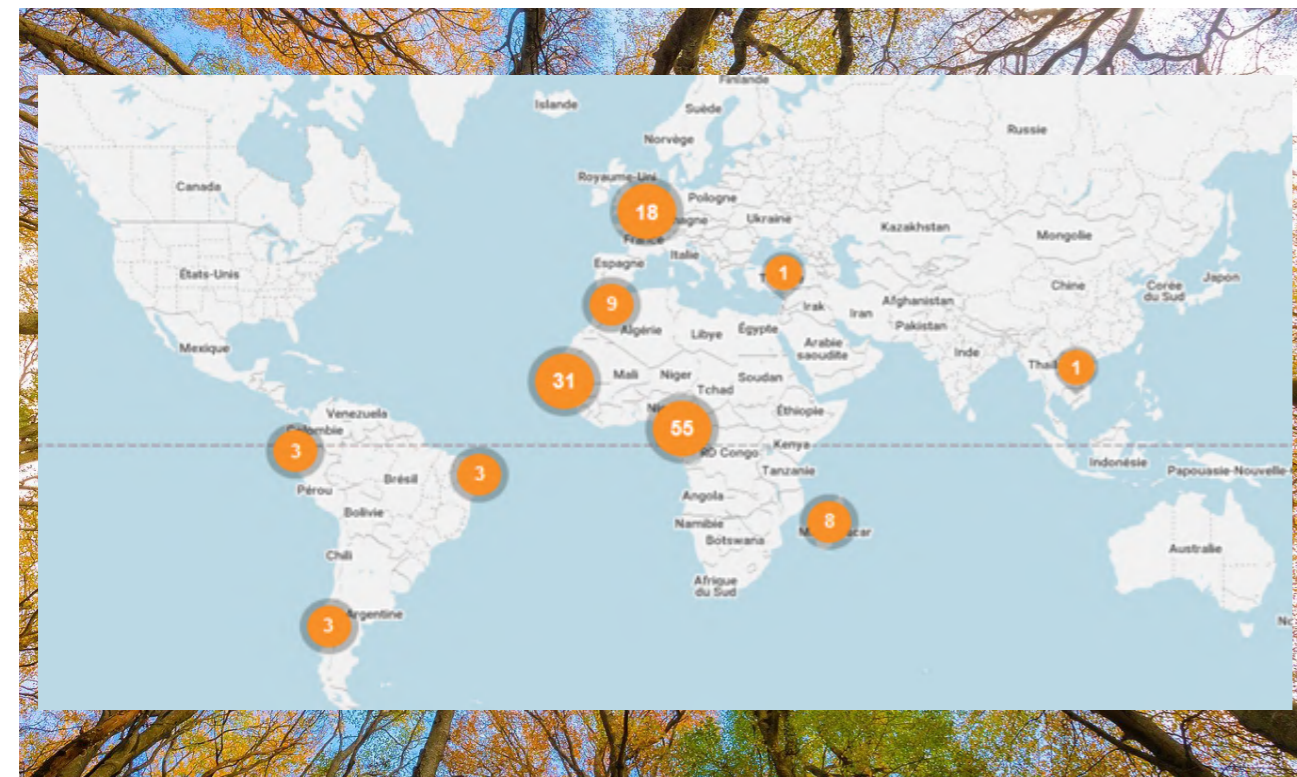 Finlande
Islande
Suède
Norvège
Russie
Royaume-Uni
Canada
Pologne
18
Ukraine
Kazakhstan
Mongolie
France
Italie
Espagne
1
États-Unis
Chine
Corée
du Sud
Japon
9
Irak
Iran
Afghanistan
Algérie
Libye
Égypte
Pakistan
Mexique
Arabie
saoudite
Inde
1
31
Mali
Niger
Tchad
Soudan
Venezuela
Éthiopie
55
3
RD Congo
Kenya
3
Brésil
Tanzanie
Indonésie
Pérou
Angola
Bolivie
Namibie
8
Botswana
Chili
Australie
Afrique
du Sud
3
Argentine